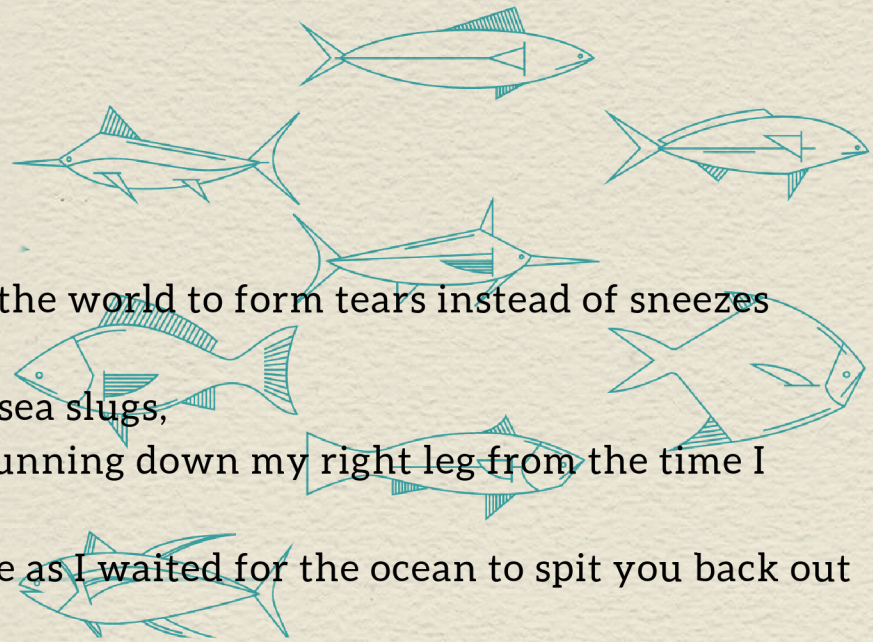 the world to form tears instead of sneezes
sea slugs,
unning down my right leg from the time I
e as I waited for the ocean to spit you back out